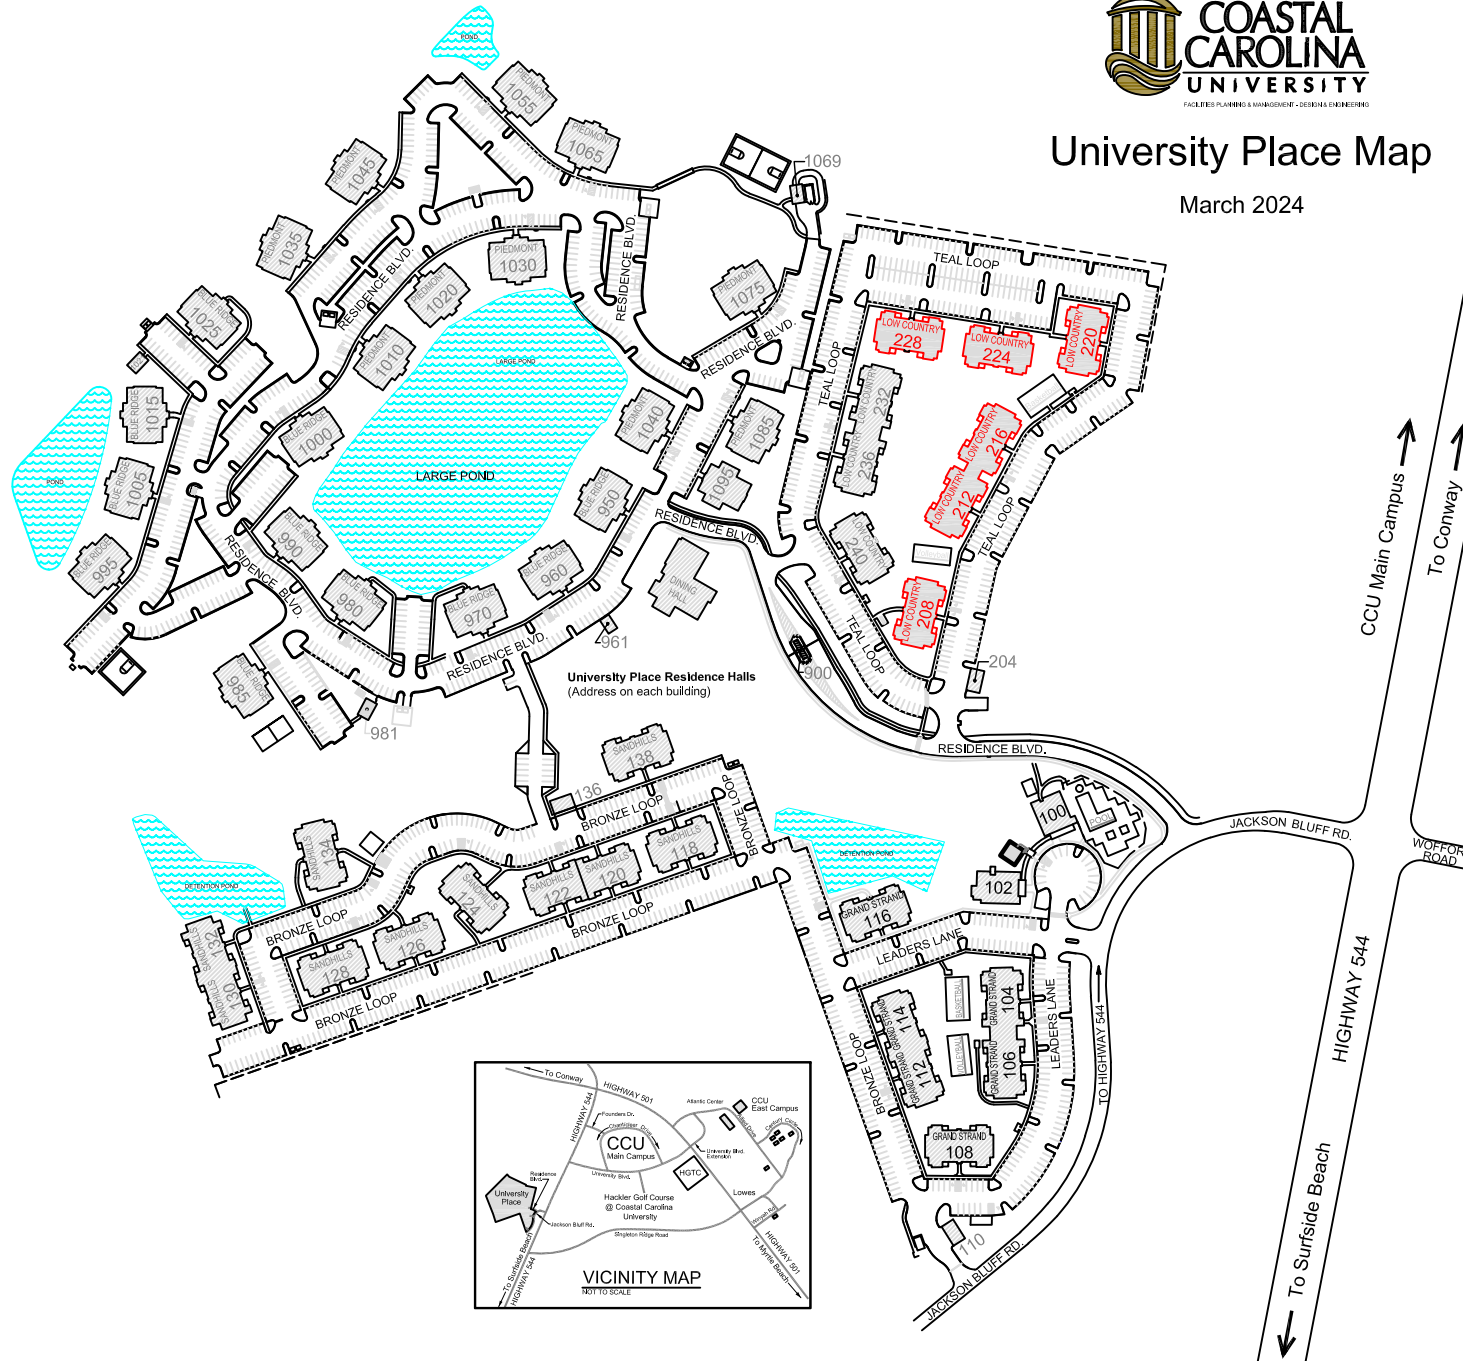 COASTAL
CAROLINA
UNIVERSITY
FACILITIES PLANNING & MANAGEMENT - DESIGN & ENGINEERING
University Place Map
March 2024
POND
PIEDMONT
1055
PIEDMONT
1065
PIEDMONT
1045
PIEDMONT
1035
1069
RESIDENCE BLVD.
RESIDENCE BLVD.
PIEDMONT
1030
PIEDMONT
1020
PIEDMONT
1010
PIEDMONT
1075
RESIDENCE BLVD.
TEAL LOOP
TEAL LOOP
LOW COUNTRY
228
LOW COUNTRY
224
LOW COUNTRY
220
BLUE RIDGE
1025
BLUE RIDGE
1015
BLUE RIDGE
1005
BLUE RIDGE
995
POND
BLUE RIDGE
1000
LARGE POND
LARGE POND
PIEDMONT
1040
PIEDMONT
1085
1095
LOW COUNTRY
232
LOW COUNTRY
236
LOW COUNTRY
216
LOW COUNTRY
212
TEAL LOOP
BLUE RIDGE
950
RESIDENCE BLVD.
BLUE RIDGE
990
RESIDENCE BLVD.
BLUE RIDGE
980
BLUE RIDGE
970
BLUE RIDGE
960
DINING
HALL
LOW COUNTRY
240
LOW COUNTRY
208
TEAL LOOP
RESIDENCE BLVD.
961
900
204
BLUE RIDGE
985
981
University Place Residence Halls
(Address on each building)
RESIDENCE BLVD.
CCU Main Campus
To Conway
SANDHILLS
138
136
BRONZE LOOP
BRONZE LOOP
SANDHILLS
134
SANDHILLS
118
SANDHILLS
120
SANDHILLS
122
SANDHILLS
124
SANDHILLS
126
SANDHILLS
128
SANDHILLS
132
SANDHILLS
130
DETENTION POND
BRONZE LOOP
BRONZE LOOP
BRONZE LOOP
DETENTION POND
100
POOL
102
JACKSON BLUFF RD.
WOFFOR
ROAD
GRAND STRAND
116
LEADERS LANE
BASKETBALL
VOLLEYBALL
GRAND STRAND
104
GRAND STRAND
106
GRAND STRAND
114
GRAND STRAND
112
GRAND STRAND
108
LEADERS LANE
BRONZE LOOP
TO HIGHWAY 544
110
JACKSON BLUFF RD.
HIGHWAY 544
To Surfside Beach
To Conway
HIGHWAY 501
HIGHWAY 544
Founders Dr.
Chanticleer Drive
CCU
Main Campus
University Blvd.
Atlantic Center
CCU
East Campus
Century Circle
University Blvd.
Extension
HGTC
Residence
Blvd.
University
Place
Jackson Bluff Rd.
Hackler Golf Course
@ Coastal Carolina
University
Lowes
Singleton Ridge Road
To Surfside Beach
HIGHWAY 544
HIGHWAY 501
To Myrtle Beach
VICINITY MAP
NOT TO SCALE